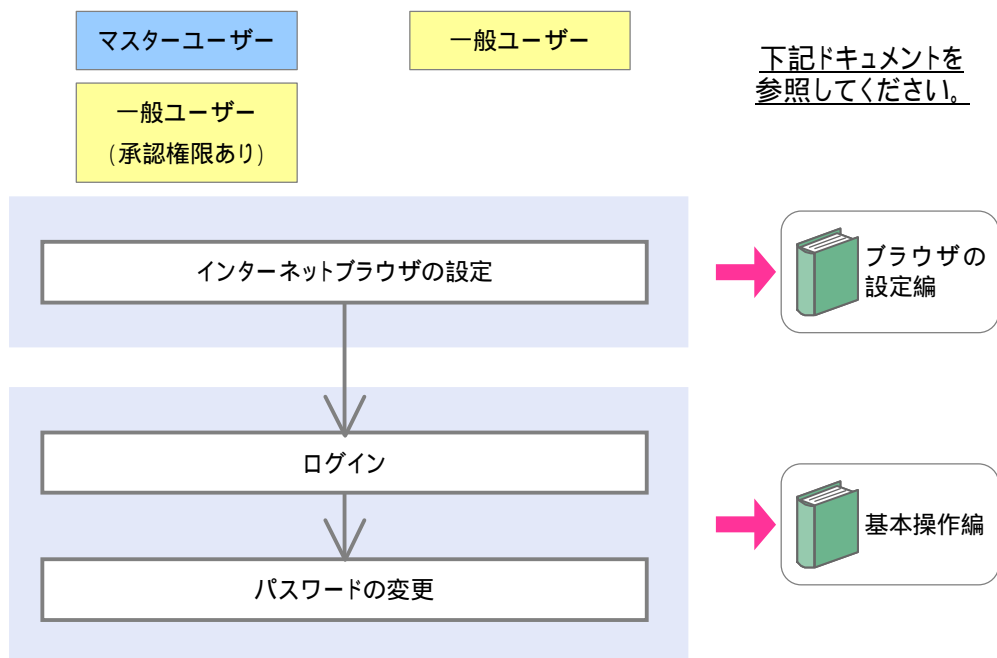 マスターユーザー
一般ユーザー
下記ドキュメントを
参照してください。
一般ユーザー
(承認権限あり)
インターネットブラウザの設定
ブラウザの
設定編
ログイン
基本操作編
パスワードの変更